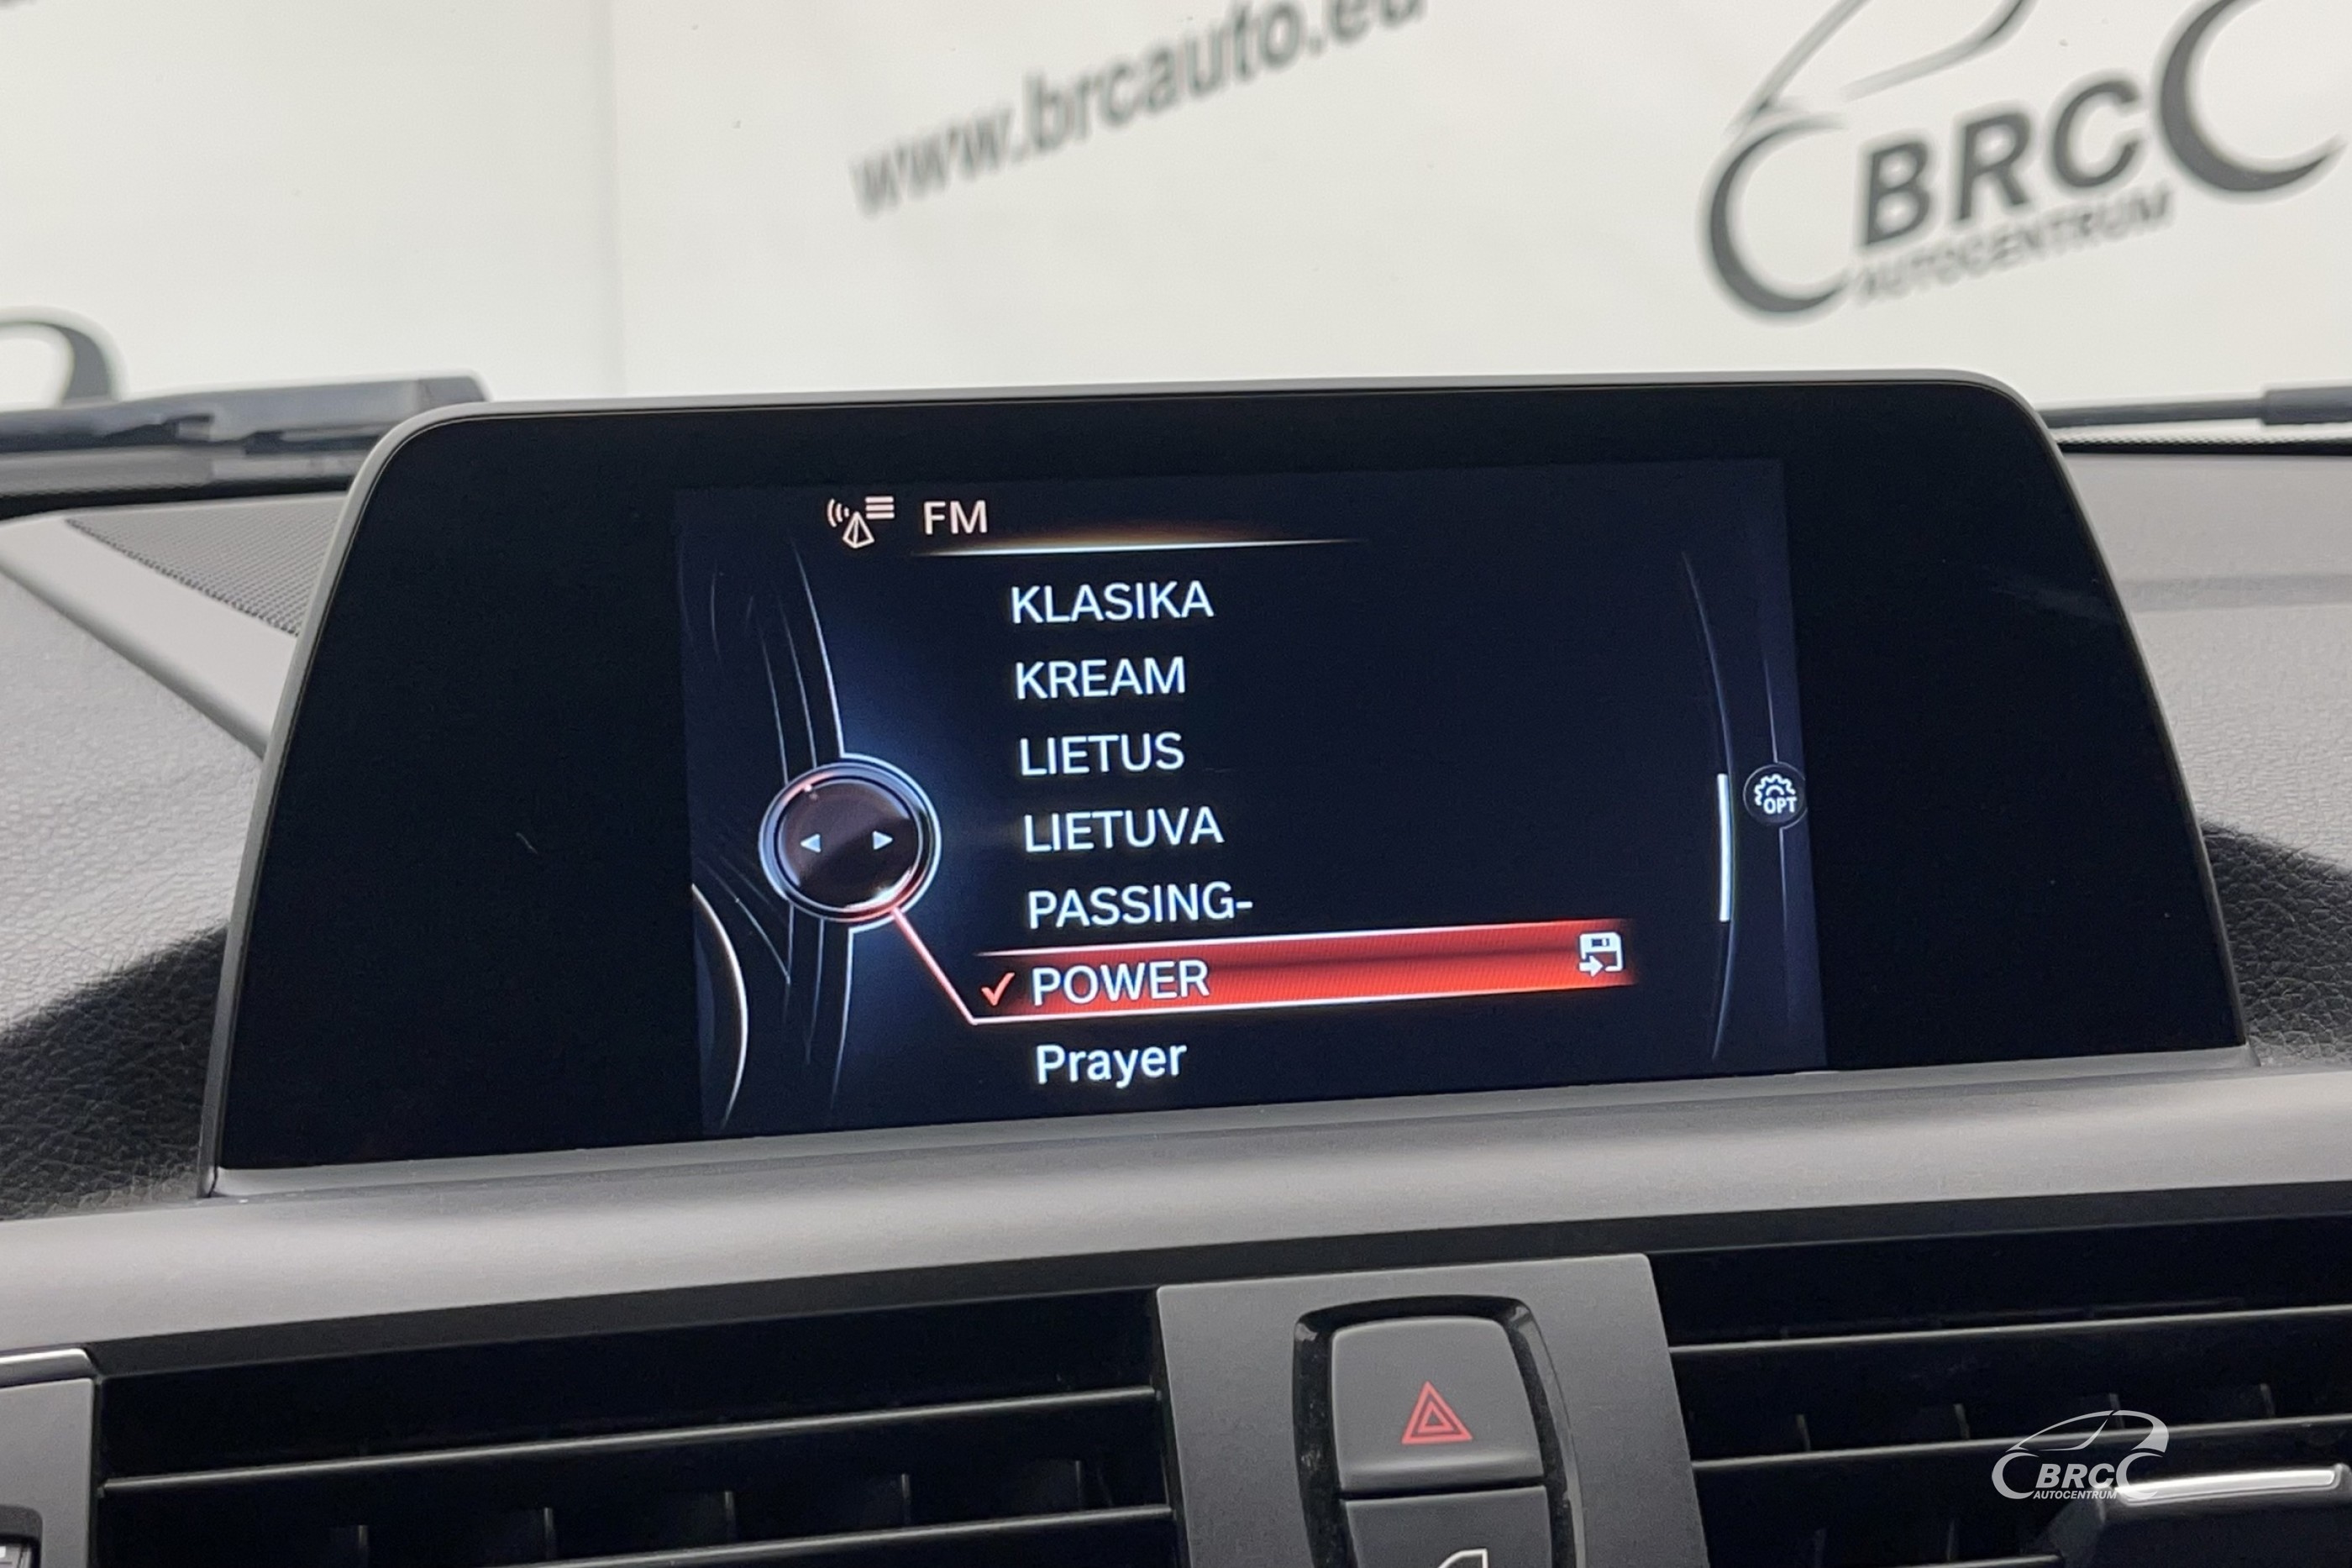 www.brcauto.eu
BRC
AUTOCENTRUM
FM
KLASIKA
KREAM
LIETUS
LIETUVA
PASSING-
POWER
Prayer
OPT
BRC
AUTOCENTRUM